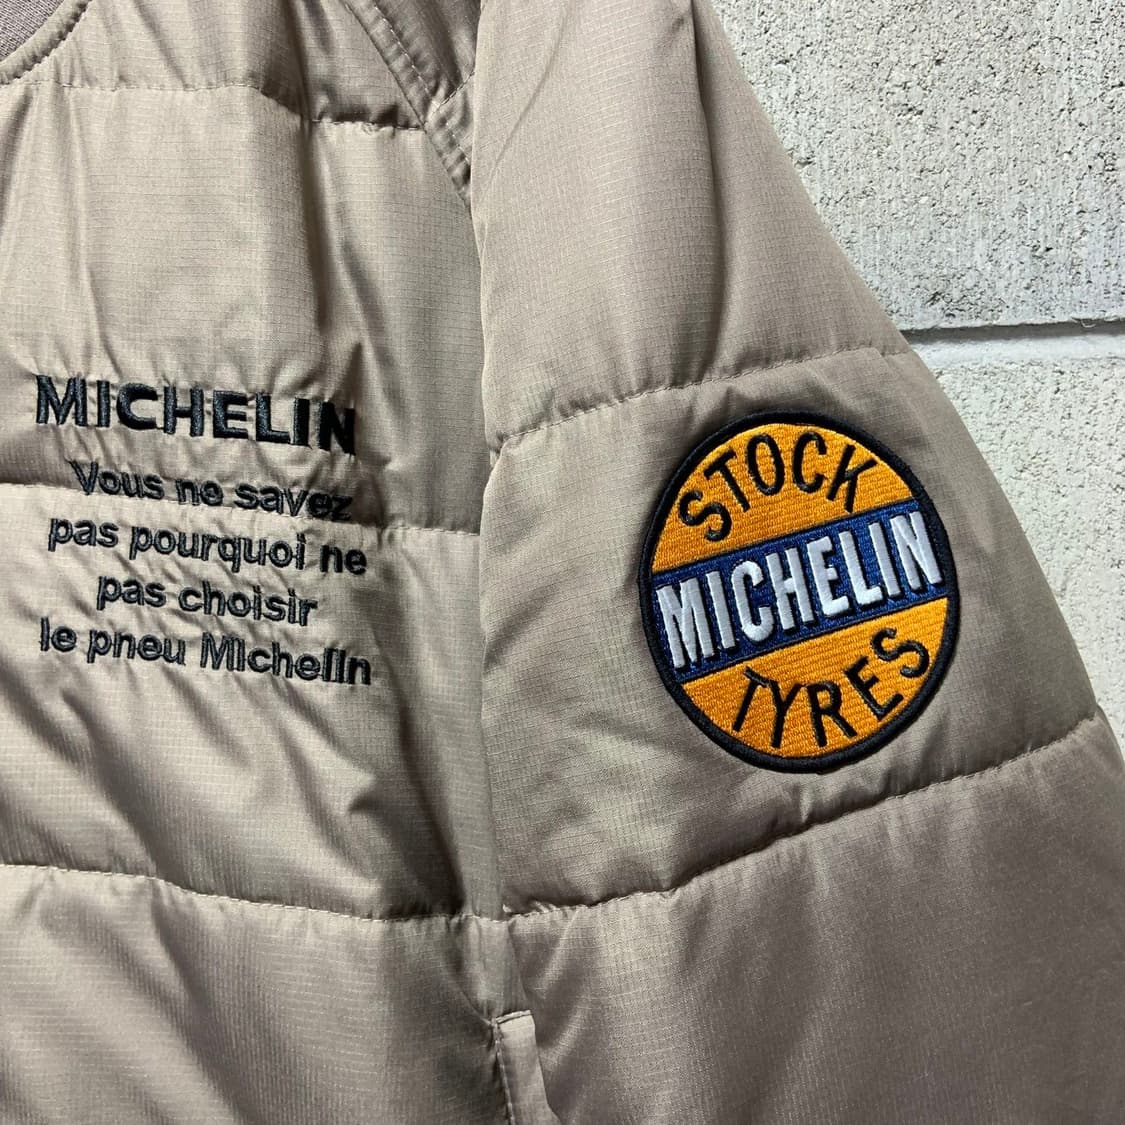 MICHELIN
Vous ne savez
pas pourquoi ne
pas choisir
le pneu Michelin
STOCK
MICHELIN
TYRES